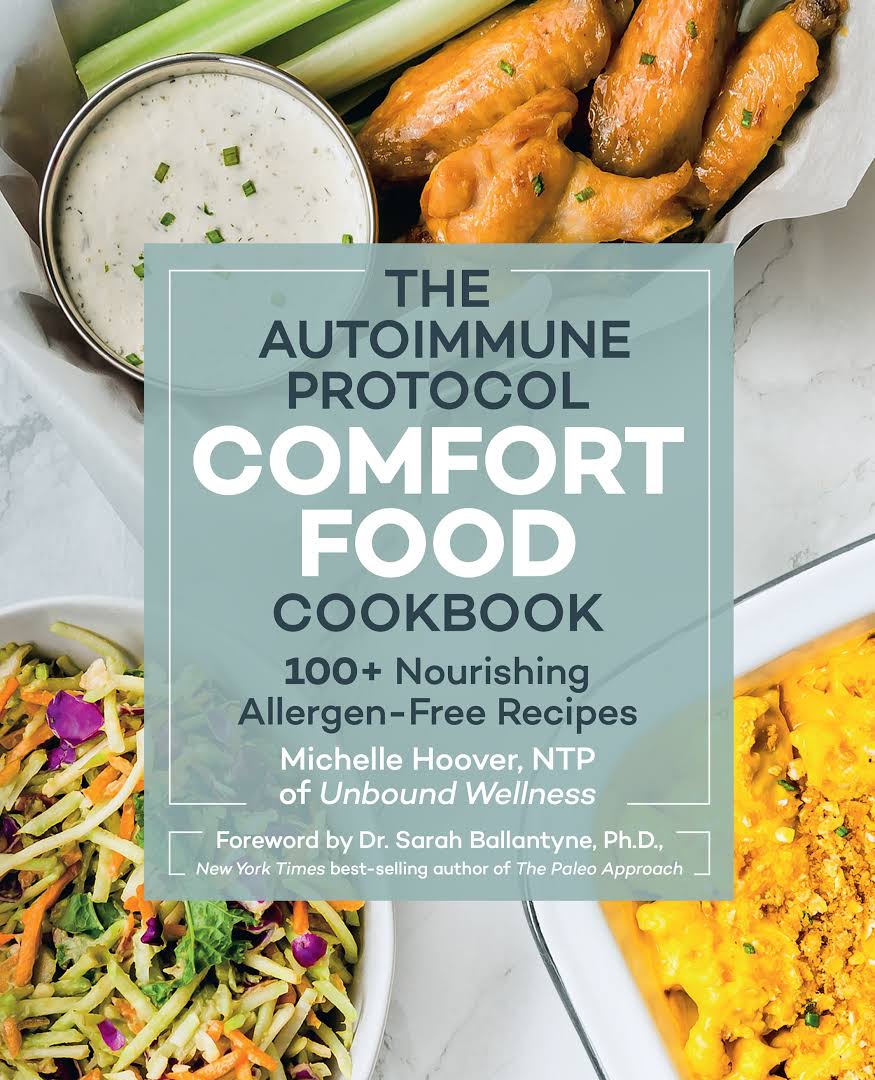 THE
AUTOIMMUNE
PROTOCOL
COMFORT
FOOD
COOKBOOK
100+ Nourishing
Allergen-Free Recipes
Michelle Hoover, NTP
of Unbound Wellness
Foreword by Dr. Sarah Ballantyne, Ph.D.,
New York Times best-selling author of The Paleo Approach